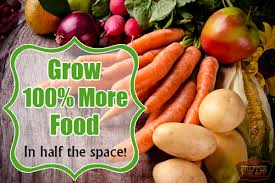 Grow
100% More
Food
In half the space!